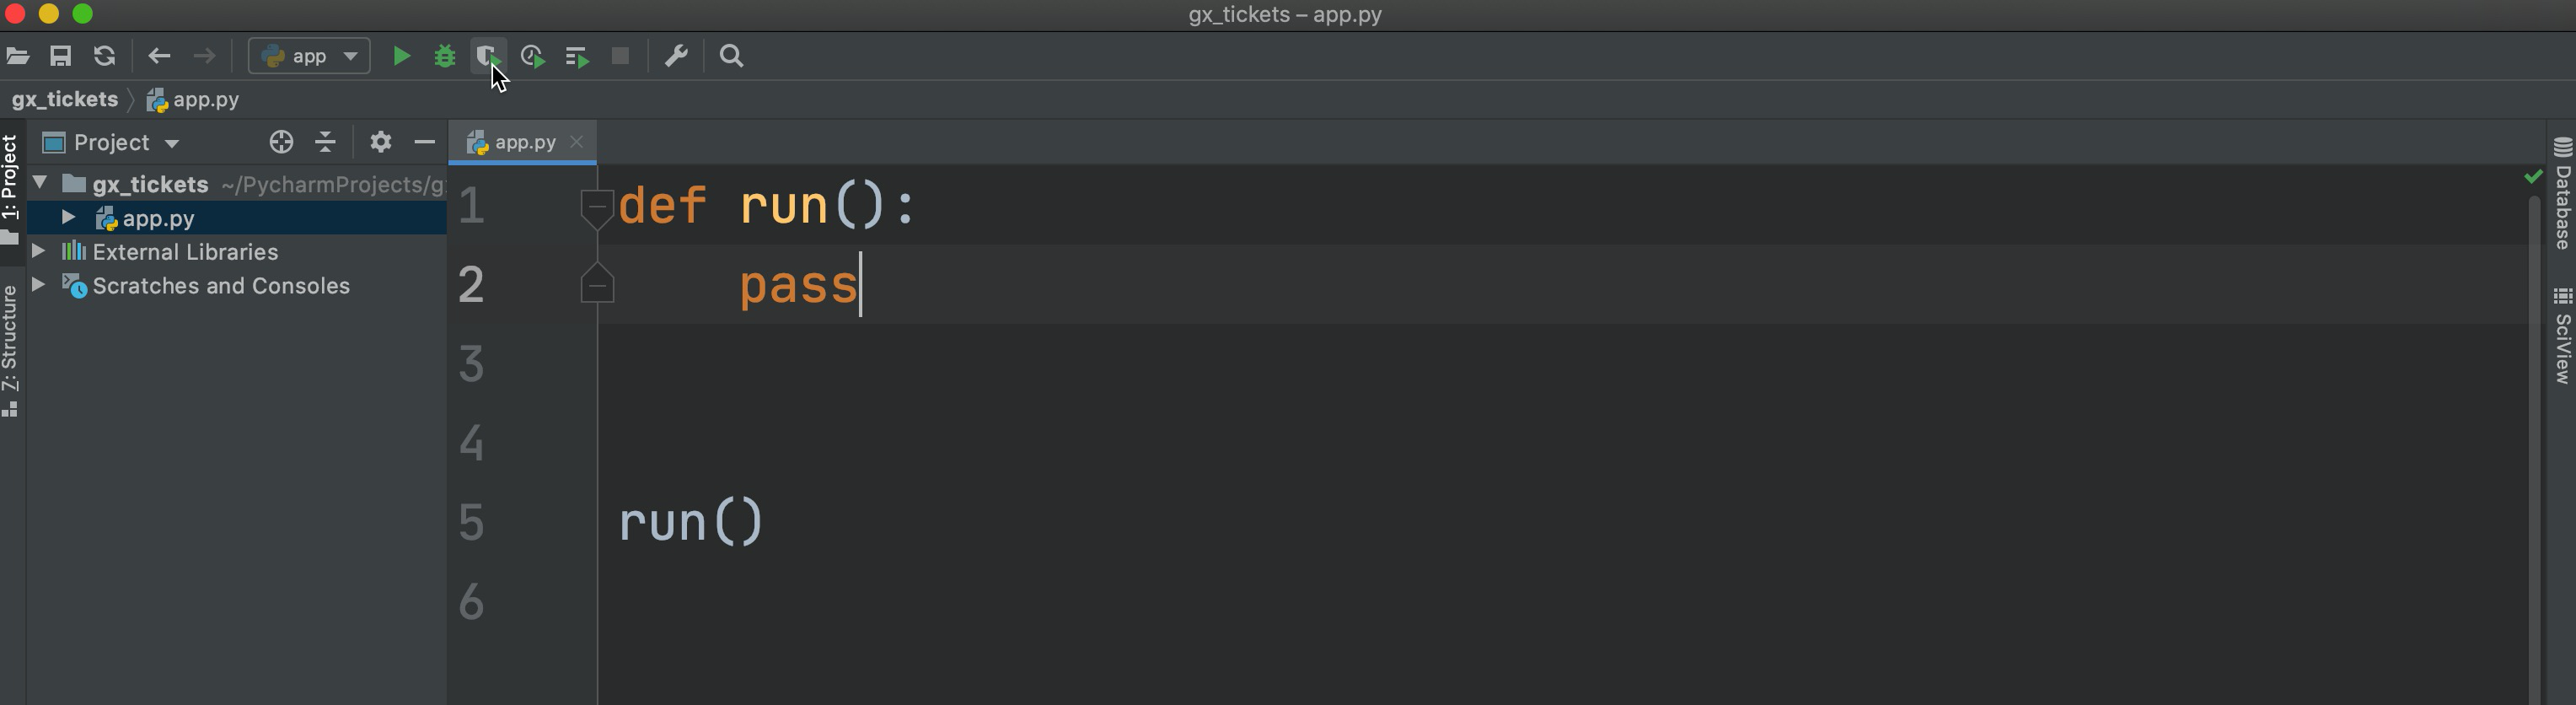 gx_tickets – app.py
app
gx_tickets
app.py
1: Project
Project
app.py
gx_tickets ~/PycharmProjects/g
app.py
External Libraries
Scratches and Consoles
Z: Structure
1 def run():
2 pass
3
4
5 run()
6
Database
SciView